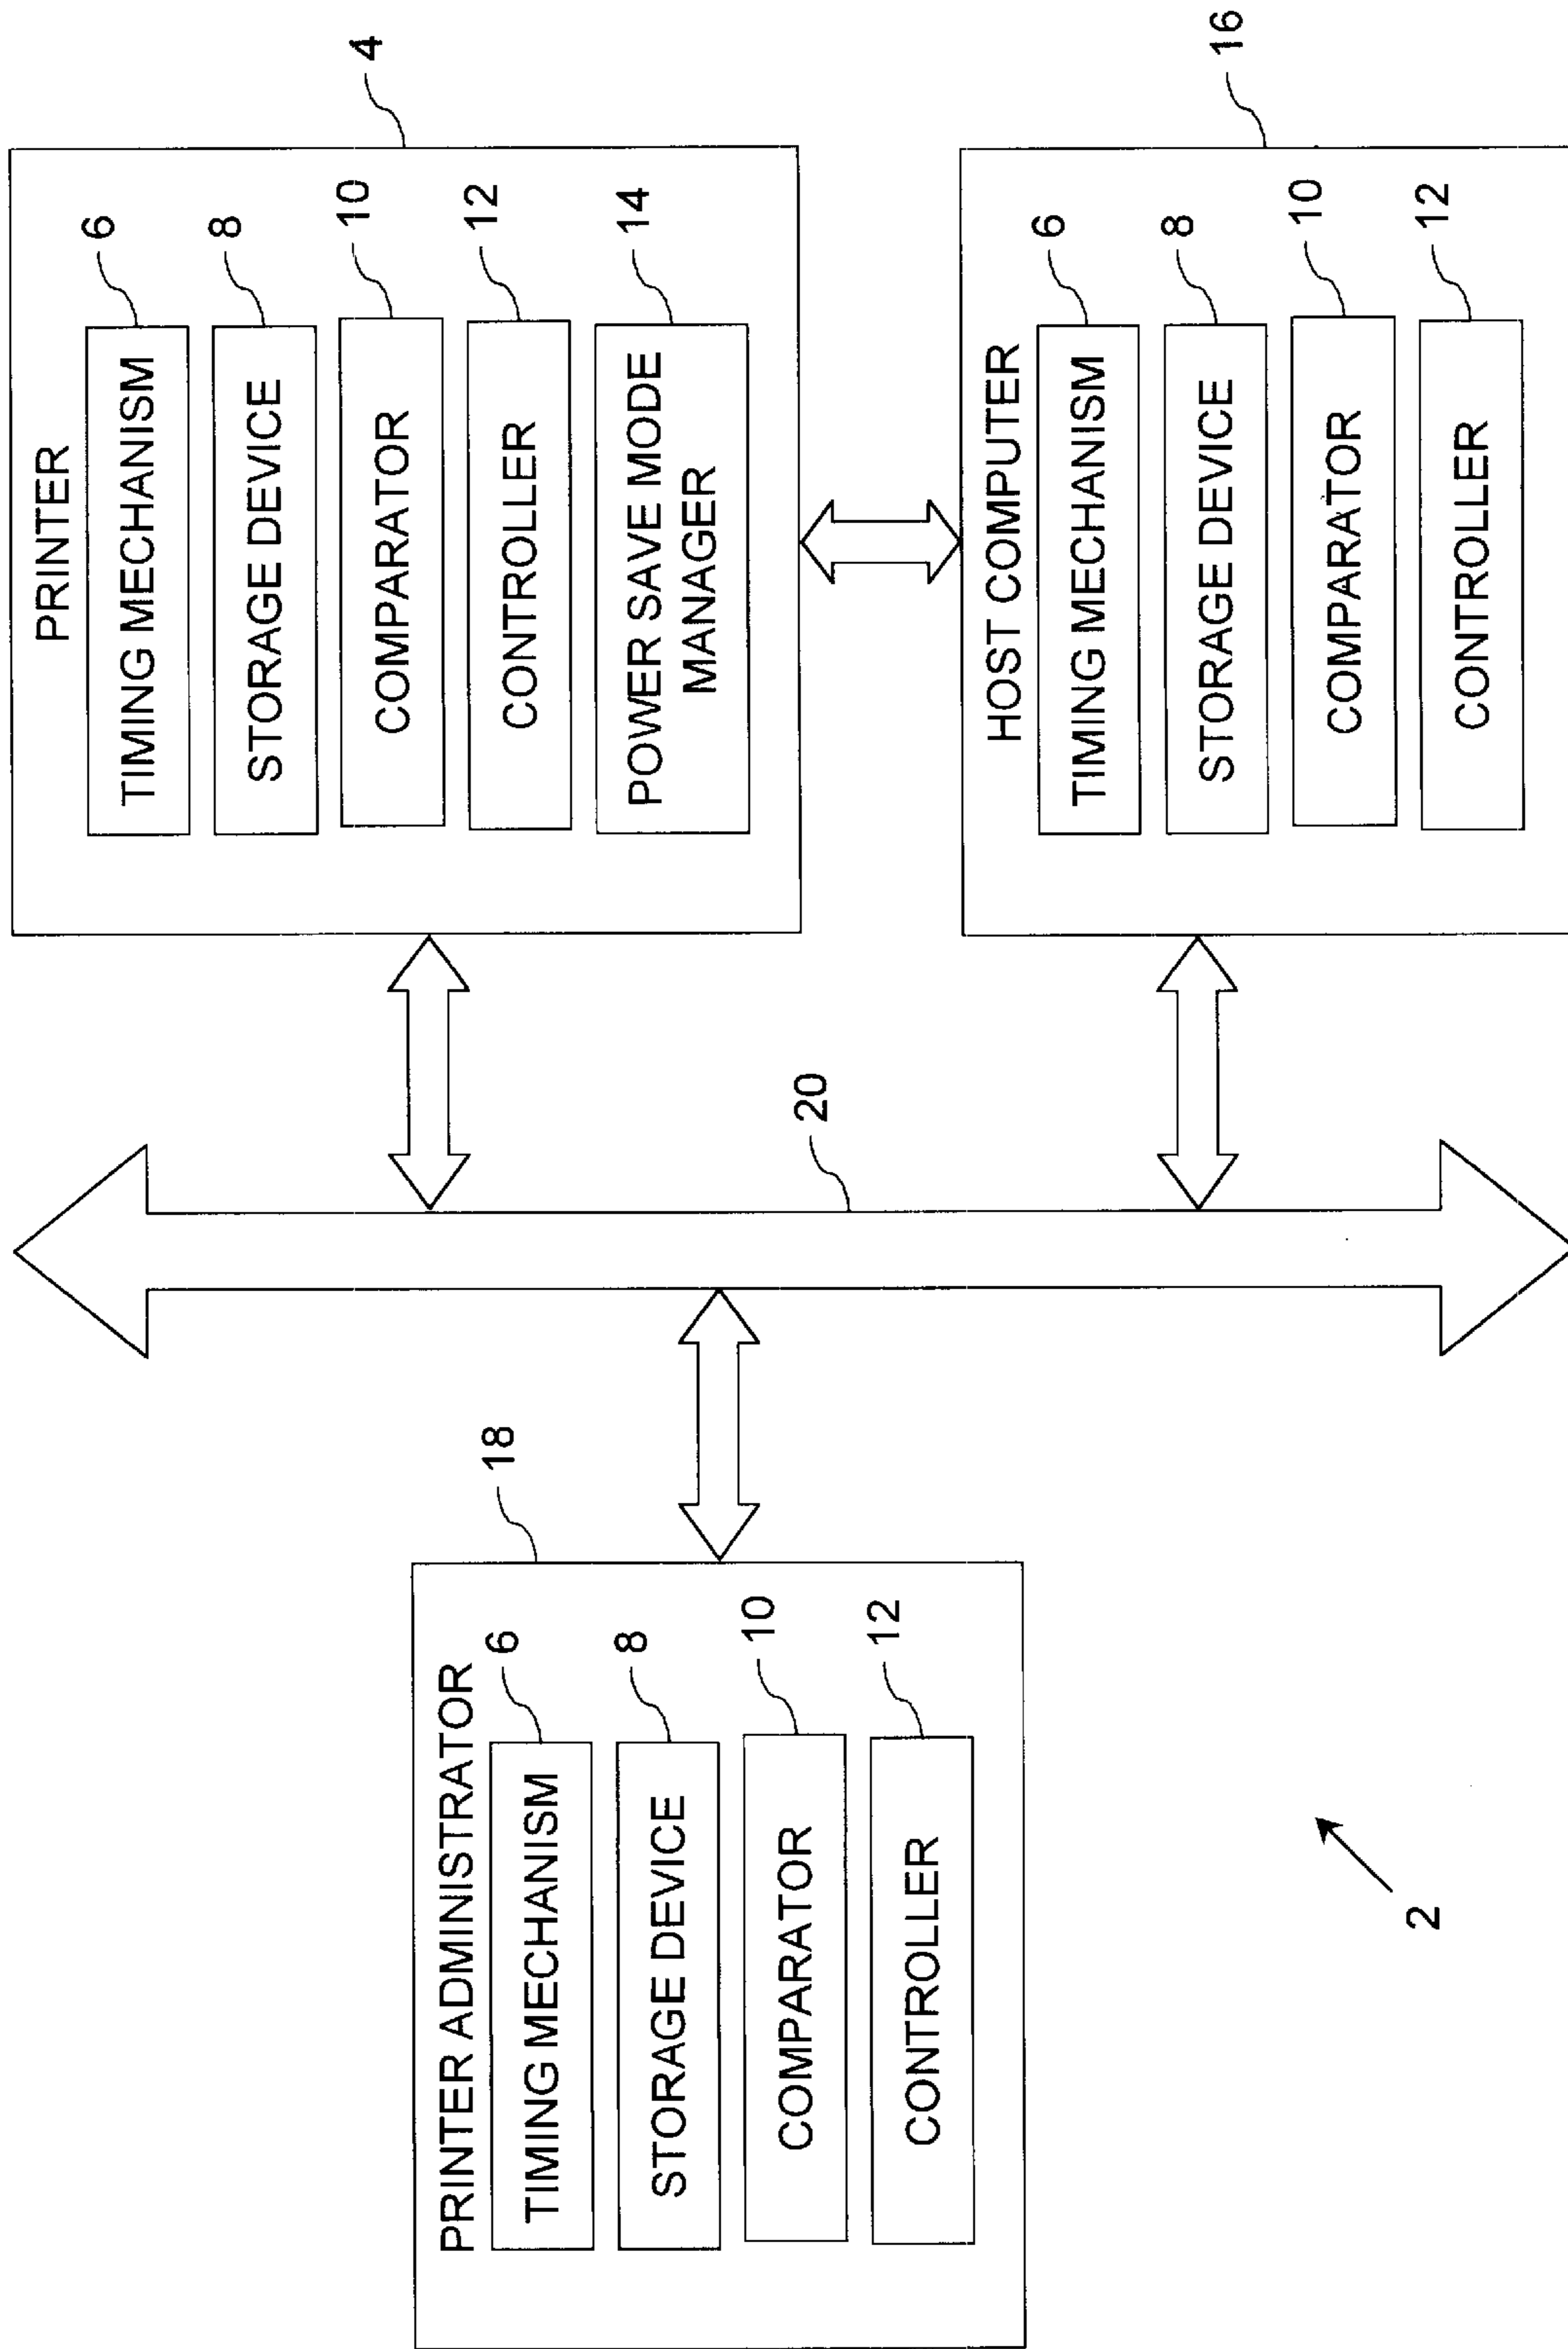 PRINTER ADMINISTRATOR
18
TIMING MECHANISM
6
STORAGE DEVICE
8
COMPARATOR
10
CONTROLLER
12
20
PRINTER
4
TIMING MECHANISM
6
STORAGE DEVICE
8
COMPARATOR
10
CONTROLLER
12
POWER SAVE MODE
MANAGER
14
HOST COMPUTER
16
TIMING MECHANISM
6
STORAGE DEVICE
8
COMPARATOR
10
CONTROLLER
12
2